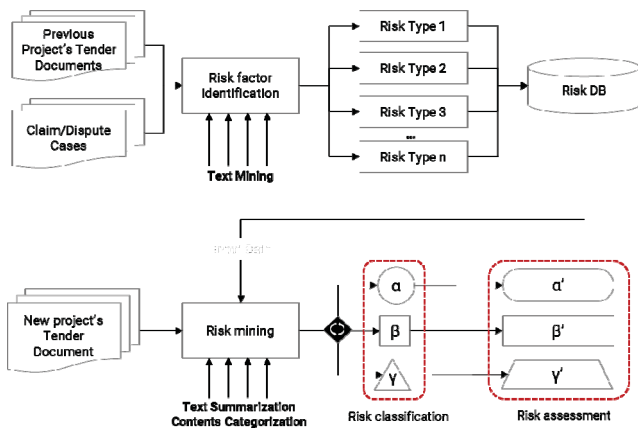 Previous
Project's Tender
Documents
Claim/Dispute
Cases
Risk factor
Identification
Text Mining
Risk Type 1
Risk Type 2
Risk Type 3
...
Risk Type n
Risk DB
New project's
Tender
Document
Risk mining
Text Summarization
Contents Categorization
α
β
γ
Risk classification
α'
β'
γ'
Risk assessment